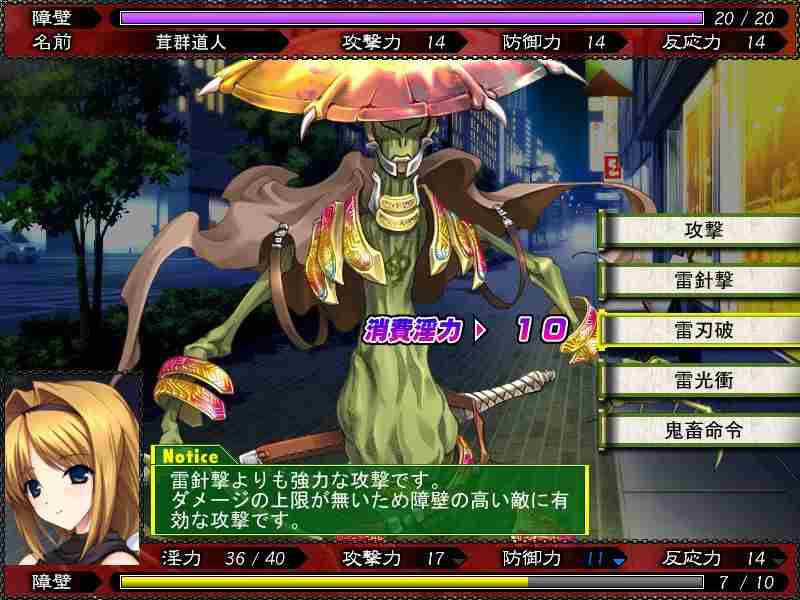 障壁 20 / 20
名前 茸群道人 攻撃力 14 防御力 14 反応力 14
攻撃
雷針撃
消費淫力 10
雷刃破
雷光衝
鬼畜命令
Notice
雷針撃よりも強力な攻撃です。
ダメージの上限が無いため障壁の高い敵に有
効な攻撃です。
淫力 36 / 40 攻撃力 17 防御力 11 反応力 14
障壁 7 / 10